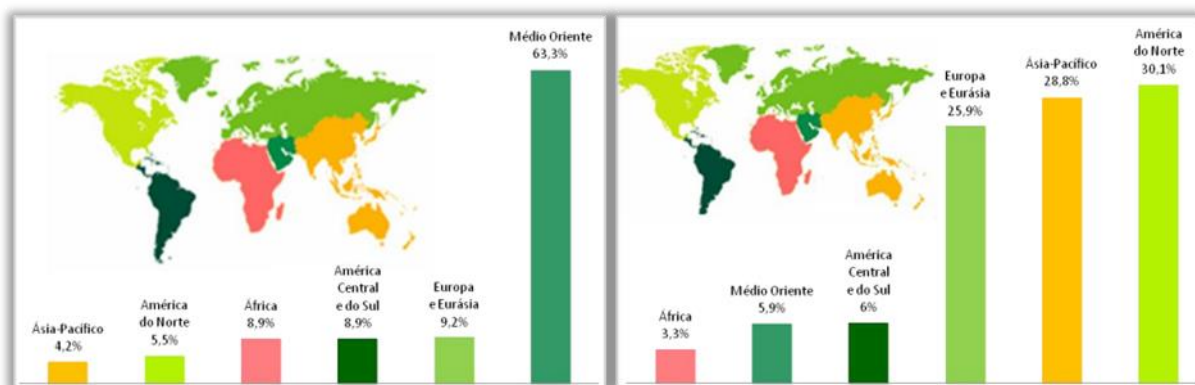 Ásia-Pacífico
4,2%
América
do Norte
5,5%
África
8,9%
América
Central
e do Sul
8,9%
Europa
e Eurásia
9,2%
Médio Oriente
63,3%
África
3,3%
Médio Oriente
5,9%
América
Central
e do Sul
6%
Europa
e Eurásia
25,9%
Ásia-Pacífico
28,8%
América
do Norte
30,1%